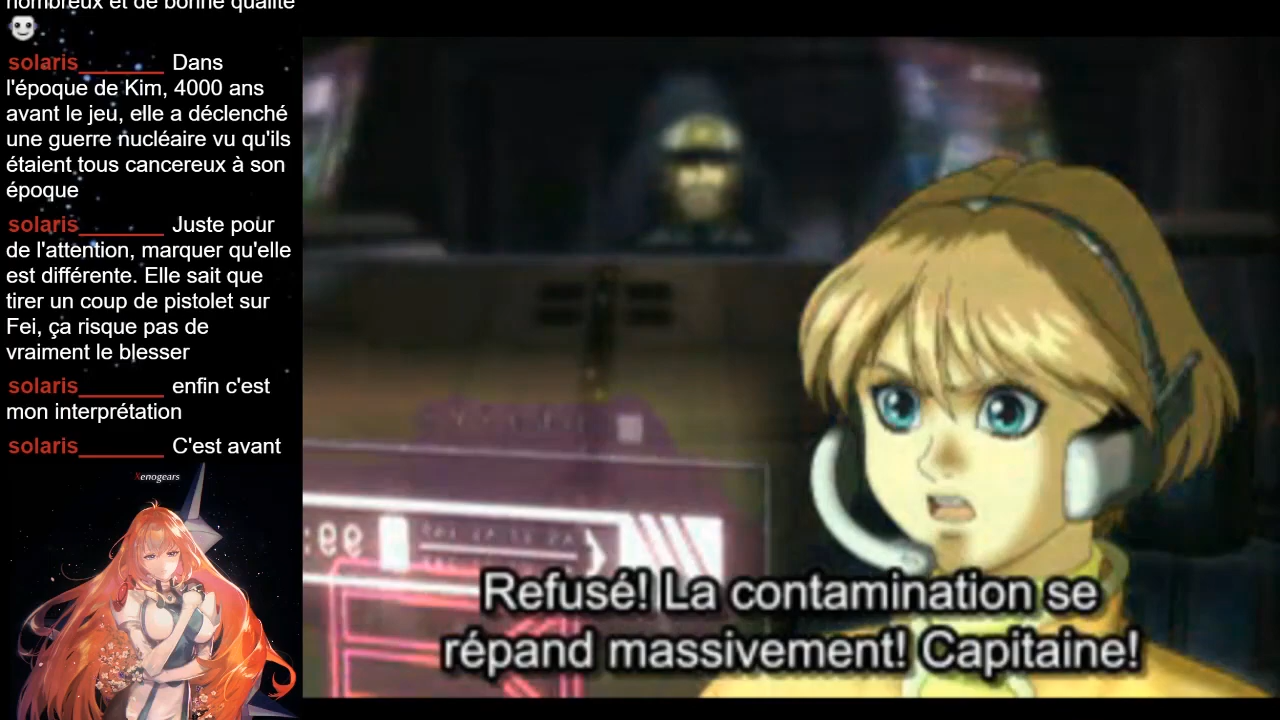 nombreux et de bonne qualité
solaris_______ Dans
l'époque de Kim, 4000 ans
avant le jeu, elle a déclenché
une guerre nucléaire vu qu'ils
étaient tous cancereux à son
époque
solaris_______ Juste pour
de l'attention, marquer qu'elle
est différente. Elle sait que
tirer un coup de pistolet sur
Fei, ça risque pas de
vraiment le blesser
solaris_______ enfin c'est
mon interprétation
solaris_______ C'est avant
Xenogears
:ee
Refusé! La contamination se
répand massivement! Capitaine!